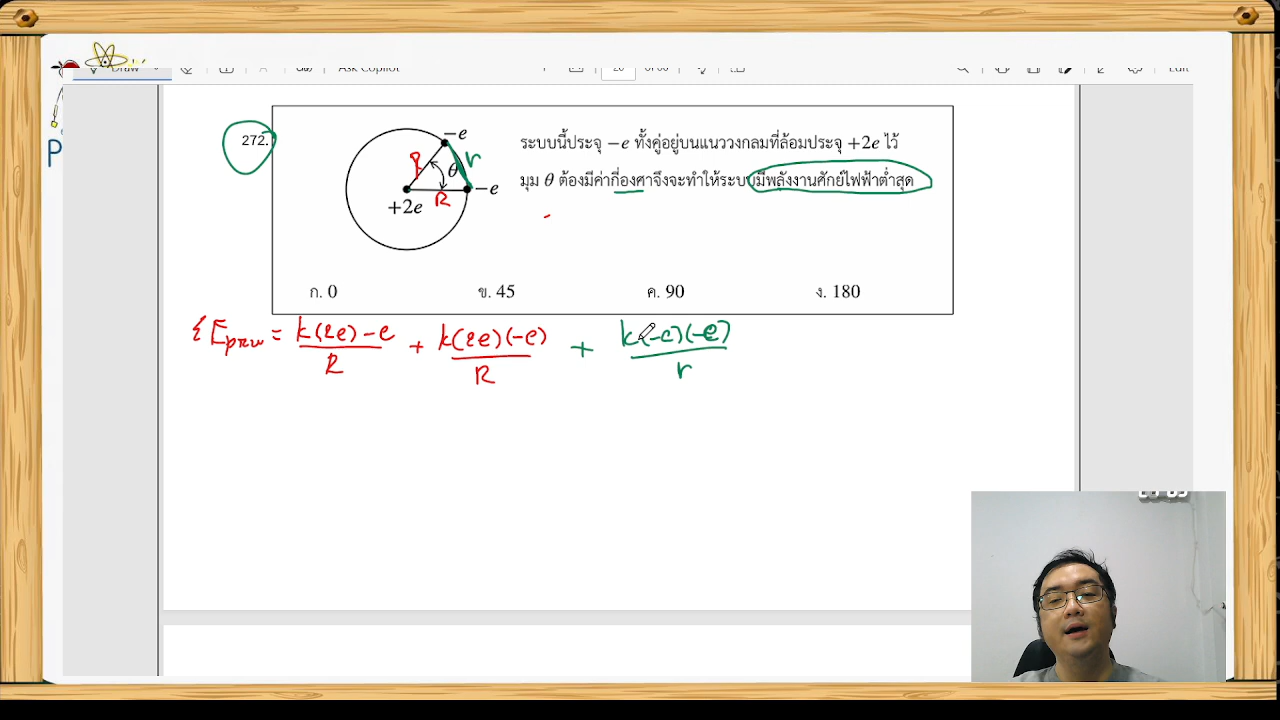 272.
ระบบนี้ประจุ −e ทั้งคู่อยู่บนแนววงกลมที่ล้อมประจุ +2e ไว้
มุม θ ต้องมีค่ากี่องศาจึงจะทำให้ระบบมีพลังงานศักย์ไฟฟ้าต่ำสุด
−e
r
R
θ
−e
R
+2e
ก. 0
ข. 45
ค. 90
ง. 180
= k(2e)-e / R + k(2e)(-e) / R + k(-e)(-e) / r
P